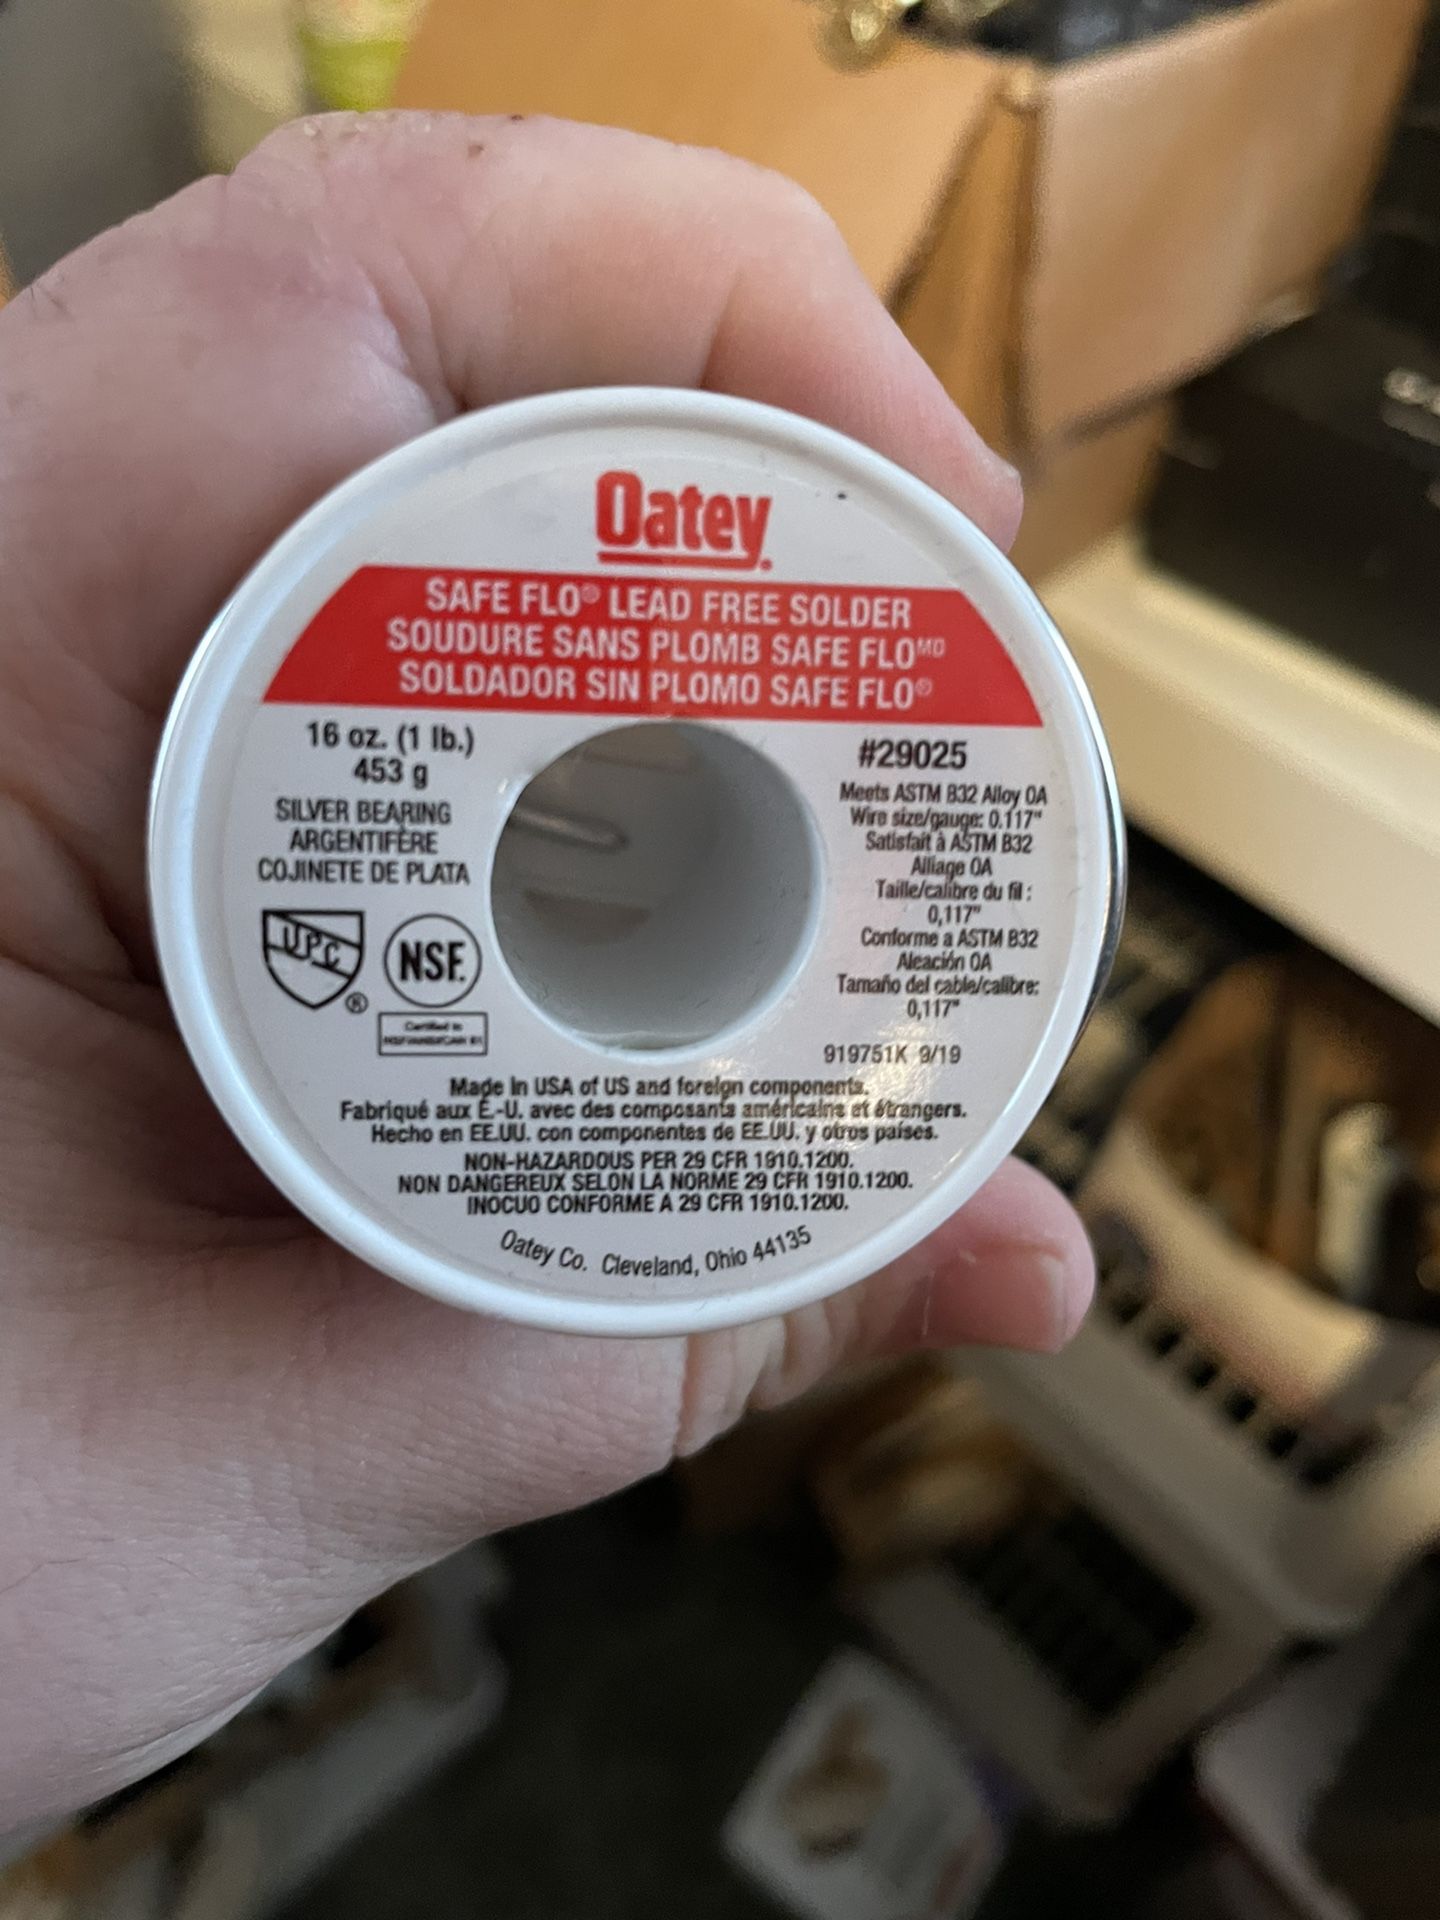 Oatey
SAFE FLO® LEAD FREE SOLDER
SOUDURE SANS PLOMB SAFE FLOMD
SOLDADOR SIN PLOMO SAFE FLO®
16 oz. (1 lb.)
453 g
SILVER BEARING
ARGENTIFÈRE
COJINETE DE PLATA
UPC
®
NSF.
Certified to
#29025
Meets ASTM B32 Alloy OA
Wire size/gauge: 0.117"
Satisfait à ASTM B32
Alliage OA
Taille/calibre du fil :
0,117"
Conforme a ASTM B32
Aleación OA
Tamaño del cable/calibre:
0,117"
919751K 9/19
Made in USA of US and foreign components.
Fabriqué aux É.-U. avec des composants américains et étrangers.
Hecho en EE.UU. con componentes de EE.UU. y otros países.
NON-HAZARDOUS PER 29 CFR 1910.1200.
NON DANGEREUX SELON LA NORME 29 CFR 1910.1200.
INOCUO CONFORME A 29 CFR 1910.1200.
Oatey Co. Cleveland, Ohio 44135